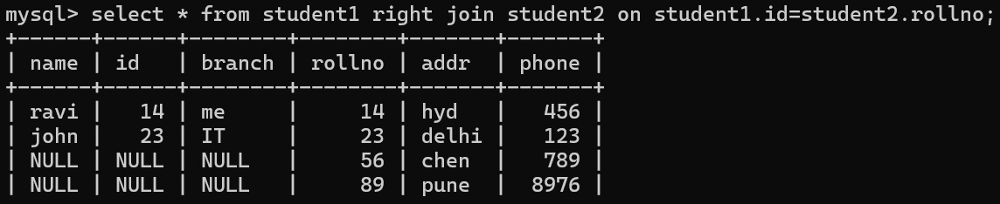 mysql> select * from student1 right join student2 on student1.id=student2.rollno;
+------+------+--------+--------+-------+-------+
| name | id   | branch | rollno | addr  | phone |
+------+------+--------+--------+-------+-------+
| ravi |   14 | me     |     14 | hyd   |   456 |
| john |   23 | IT     |     23 | delhi |   123 |
| NULL | NULL | NULL   |     56 | chen  |   789 |
| NULL | NULL | NULL   |     89 | pune  |  8976 |